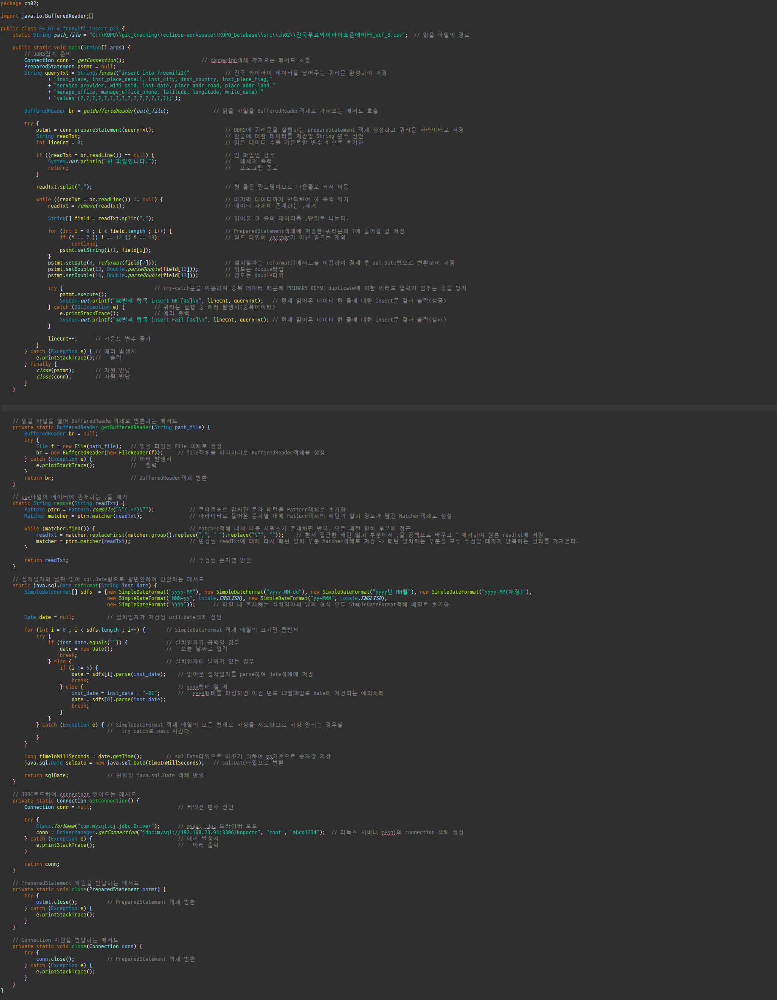 package ch02;
import java.io.BufferedReader;
public class Ex_07_4_freewifi_insert_p23 {
static String path_file = "C:\\KOPO\\git_tracking\\eclipse-workspace\\KOPO_Database\\src\\ch02\\전국무료와이파이표준데이터_utf_8.csv"; // 읽을 파일의 경로
public static void main(String[] args) {
// DBMS접속 준비
Connection conn = getConnection(); // connecion객체 가져오는 메서드 호출
PreparedStatement pstmt = null;
String queryTxt = String.format("insert into freewifi2(" // 전국 와이파이 데이터를 넣어주는 쿼리문 완성하여 저장
+ "inst_place, inst_place_detail, inst_city, inst_country, inst_place_flag,"
+ "service_provider, wifi_ssid, inst_date, place_addr_road, place_addr_land,"
+ "manage_office, manage_office_phone, latitude, longitude, write_date) "
+ "values (?,?,?,?,?,?,?,?,?,?,?,?,?,?,?);");
BufferedReader br = getBufferedReader(path_file); // 읽을 파일을 BufferedReader객체로 가져오는 메서드 호출
try {
pstmt = conn.prepareStatement(queryTxt); // DBMS에 쿼리문을 실행하는 prepareStatement 객체 생성하고 쿼리문 파라미터로 저장
String readTxt; // 한줄에 대한 데이터를 저장할 String 변수 선언
int lineCnt = 0; // 읽은 데이터 수를 카운트할 변수 0 으로 초기화
if ((readTxt = br.readLine()) == null) { // 빈 파일인 경우
System.out.println("빈 파일입니다."); // 메세지 출력
return; // 프로그램 종료
}
readTxt.split(","); // 첫 줄은 필드명이므로 다음줄로 커서 이동
while ((readTxt = br.readLine()) != null) { // 마지막 데이터까지 반복하여 한 줄씩 읽기
readTxt = remove(readTxt); // 데이터 자체에 존재하는 ,제거
String[] field = readTxt.split(","); // 읽어온 한 줄의 데이터를 ,단위로 나눈다.
for (int i = 0 ; i < field.length ; i++) { // PreparedStatement객체에 저장한 쿼리문의 ?에 들어갈 값 저장
if (i == 7 || i == 12 || i == 13) // 필드 타입이 varchar가 아닌 필드는 제외
continue;
pstmt.setString(i+1, field[i]);
}
pstmt.setDate(8, reformat(field[7])); // 설치일자는 reformat()메서드를 이용하여 정제 후 sql.Date형으로 변환하여 저장
pstmt.setDouble(13, Double.parseDouble(field[12])); // 위도는 double타입
pstmt.setDouble(14, Double.parseDouble(field[13])); // 경도는 double타입
try { // try-catch문을 이용하여 중복 데이터 때문에 PRIMARY KEY의 duplicate에 의한 에러로 입력이 멈추는 것을 방지
pstmt.execute();
System.out.printf("%d번째 항목 insert OK [%s]\n", lineCnt, queryTxt); // 현재 읽어온 데이터 한 줄에 대한 insert문 결과 출력(성공)
} catch (SQLException e) { // 쿼리문 실행 중 에러 발생시(중복데이터)
e.printStackTrace(); // 에러 출력
System.out.printf("%d번째 항목 insert Fail [%s]\n", lineCnt, queryTxt); // 현재 읽어온 데이터 한 줄에 대한 insert문 결과 출력(실패)
}
lineCnt++; // 카운트 변수 증가
}
} catch (Exception e) { // 에러 발생시
e.printStackTrace();// 출력
} finally {
close(pstmt); // 자원 반납
close(conn); // 자원 반납
}
}
// 읽을 파일을 열어 BufferedReader객체로 반환하는 메서드
private static BufferedReader getBufferedReader(String path_file) {
BufferedReader br = null;
try {
File f = new File(path_file); // 읽을 파일을 File 객체로 생성
br = new BufferedReader(new FileReader(f)); // file객체를 파라미터로 BufferedReader객체를 생성
} catch (Exception e) { // 에러 발생시
e.printStackTrace(); // 출력
}
return br; // BufferedReader객체 반환
}
// csv파일의 데이터에 존재하는 ,를 제거
static String remove(String readTxt) {
Pattern ptrn = Pattern.compile("\"(.*?)\""); // 큰따옴표로 감싸진 문자 패턴을 Pattern객체로 초기화
Matcher matcher = ptrn.matcher(readTxt); // 파라미터로 들어온 문자열 내에 Pattern객체의 패턴과 일치 정보가 담긴 Matcher객체로 생성
while (matcher.find()) { // Matcher객체 내의 다음 시퀀스가 존재하면 반복, 모든 패턴 일치 부분에 접근
readTxt = matcher.replaceFirst(matcher.group().replace(",", " ").replace("\"", "")); // 현재 접근한 패턴 일치 부분에서 ,을 공백으로 바꾸고 " 제거하여 원본 readTxt에 저장
matcher = ptrn.matcher(readTxt); // 변경된 readTxt에 대해 다시 패턴 일치 부분 Matcher객체로 저장 -> 패턴 일치하는 부분을 모두 수정할 때까지 반복하는 결과를 가져온다.
}
return readTxt; // 수정된 문자열 반환
}
// 설치일자의 날짜 읽어 sql.Date형으로 형변환하여 반환하는 메서드
static java.sql.Date reformat(String inst_date) {
SimpleDateFormat[] sdfs = {new SimpleDateFormat("yyyy-MM"), new SimpleDateFormat("yyyy-MM-dd"), new SimpleDateFormat("yyyy년 MM월"), new SimpleDateFormat("yyyy-MM(예정)"),
new SimpleDateFormat("MMM-yy", Locale.ENGLISH), new SimpleDateFormat("yy-MMM", Locale.ENGLISH),
new SimpleDateFormat("YYYY")}; // 파일 내 존재하는 설치일자의 날짜 형식 모두 SimpleDateFormat객체 배열로 초기화
Date date = null; // 설치일자가 저장될 util.date객체 선언
for (int i = 0 ; i < sdfs.length ; i++) { // SimpleDateFormat 객체 배열의 크기만 큼반복
try {
if (inst_date.equals("")) { // 설치일자가 공백일 경우
date = new Date(); // 오늘 날짜로 입력
break;
} else { // 설치일자에 날짜가 있는 경우
if (i != 6) {
date = sdfs[i].parse(inst_date); // 읽어온 설치일자를 parse하여 date객체에 저장
break;
} else { // yyyy형태 일 때
inst_date = inst_date + "-01"; // yyyy형태를 파싱하면 이전 년도 12월30일로 date에 저장되는 예외처리
date = sdfs[0].parse(inst_date);
break;
}
}
} catch (Exception e) { // SimpleDateFormat 객체 배열의 모든 형태로 파싱을 시도하므로 파싱 안되는 경우를
// try catch로 pass 시킨다.
}
}
long timeInMillSeconds = date.getTime(); // sql.Date타입으로 바꾸기 위하여 ms기준으로 숫자값 저장
java.sql.Date sqlDate = new java.sql.Date(timeInMillSeconds); // sql.Date타입으로 변환
return sqlDate; // 변환된 java.sql.Date 객체 반환
}
// JDBC로드하여 conneciont 얻어오는 메서드
private static Connection getConnection() {
Connection conn = null; // 커넥션 변수 선언
try {
Class.forName("com.mysql.cj.jdbc.Driver"); // mysql jdbc 드라이버 로드
conn = DriverManager.getConnection("jdbc:mysql://192.168.23.94:3306/kopoctc", "root", "abcd1234"); // 리눅스 서버내 mysql의 connection 객체 생성
} catch (Exception e) { // 에러 발생시
e.printStackTrace(); // 에러 출력
}
return conn;
}
// PreparedStatement 자원을 반납하는 메서드
private static void close(PreparedStatement pstmt) {
try {
pstmt.close(); // PreparedStatement 객체 반환
} catch (Exception e) {
e.printStackTrace();
}
}
// Connection 자원을 반납하는 메서드
private static void close(Connection conn) {
try {
conn.close(); // PreparedStatement 객체 반환
} catch (Exception e) {
e.printStackTrace();
}
}
}